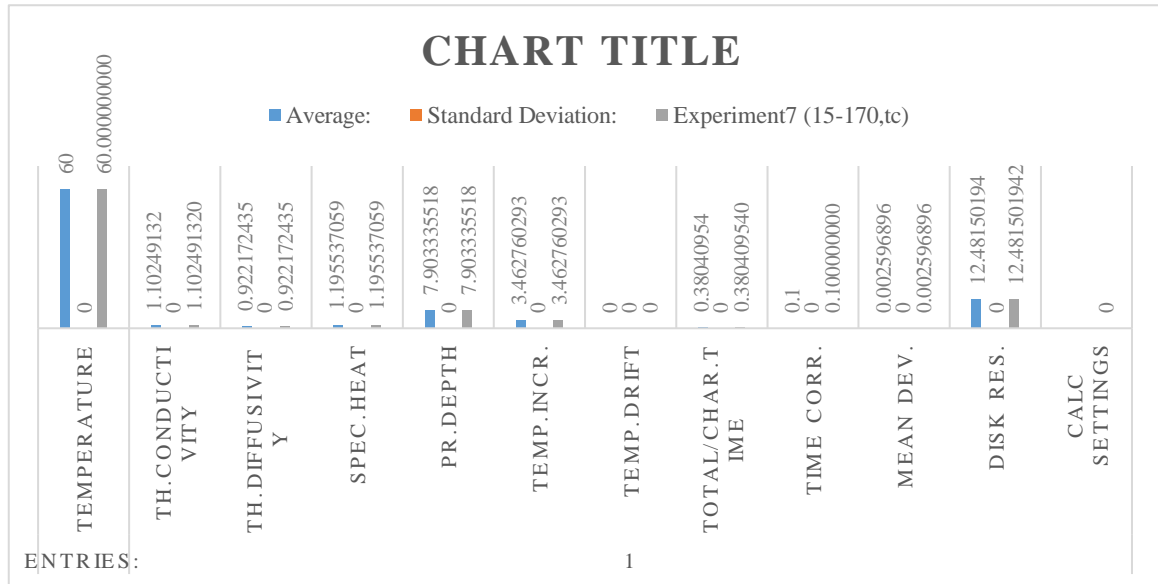 CHART TITLE
Average: Standard Deviation: Experiment7 (15-170,tc)
60 0 60.000000000
1.10249132 0 1.102491320
0.922172435 0 0.922172435
1.195537059 0 1.195537059
7.903335518 0 7.903335518
3.462760293 0 3.462760293
0 0 0
0.38040954 0 0.380409540
0.1 0 0.100000000
0.002596896 0 0.002596896
12.48150194 0 12.481501942
0
TEMPERATURE
TH.CONDUCTI
VITY
TH.DIFFUSIVIT
Y
SPEC.HEAT
PR.DEPTH
TEMP.INCR.
TEMP.DRIFT
TOTAL/CHAR.T
IME
TIME CORR.
MEAN DEV.
DISK RES.
CALC
SETTINGS
ENTRIES: 1